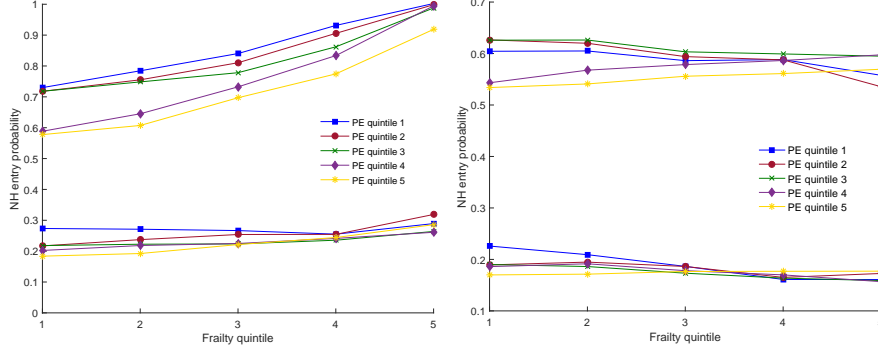 1
0.9
0.8
0.7
0.6
0.5
0.4
0.3
0.2
0.1
0
NH entry probability
1
2
3
4
5
Frailty quintile
PE quintile 1
PE quintile 2
PE quintile 3
PE quintile 4
PE quintile 5
0.7
0.6
0.5
0.4
0.3
0.2
0.1
NH entry probability
1
2
3
4
Frailty quintile
PE quintile 1
PE quintile 2
PE quintile 3
PE quintile 4
PE quintile 5